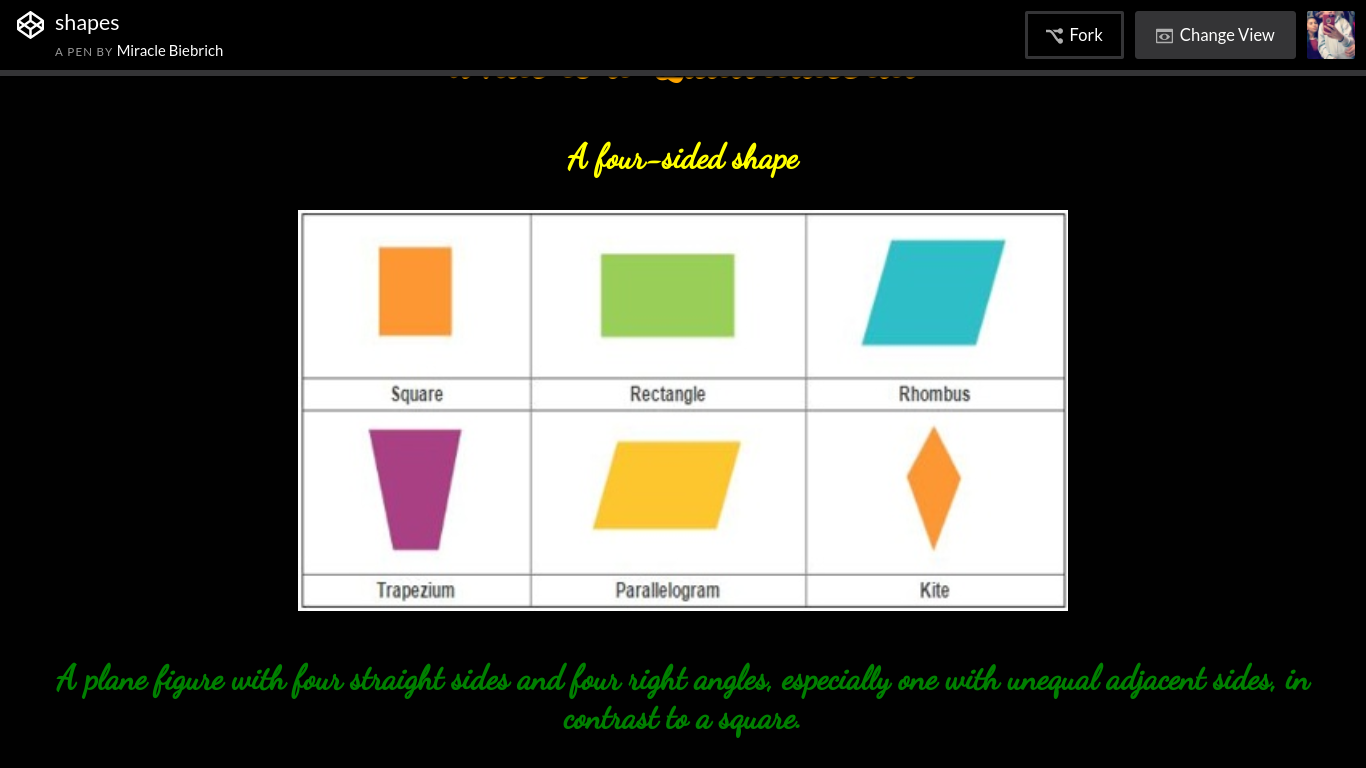 shapes
A PEN BY Miracle Biebrich
Fork
Change View
A four-sided shape
Square Rectangle Rhombus
Trapezium Parallelogram Kite
A plane figure with four straight sides and four right angles, especially one with unequal adjacent sides, in
contrast to a square.